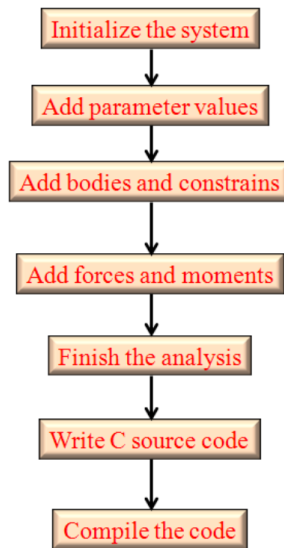 Initialize the system
Add parameter values
Add bodies and constrains
Add forces and moments
Finish the analysis
Write C source code
Compile the code